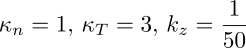 κ_n = 1, κ_T = 3, k_z = 1/50